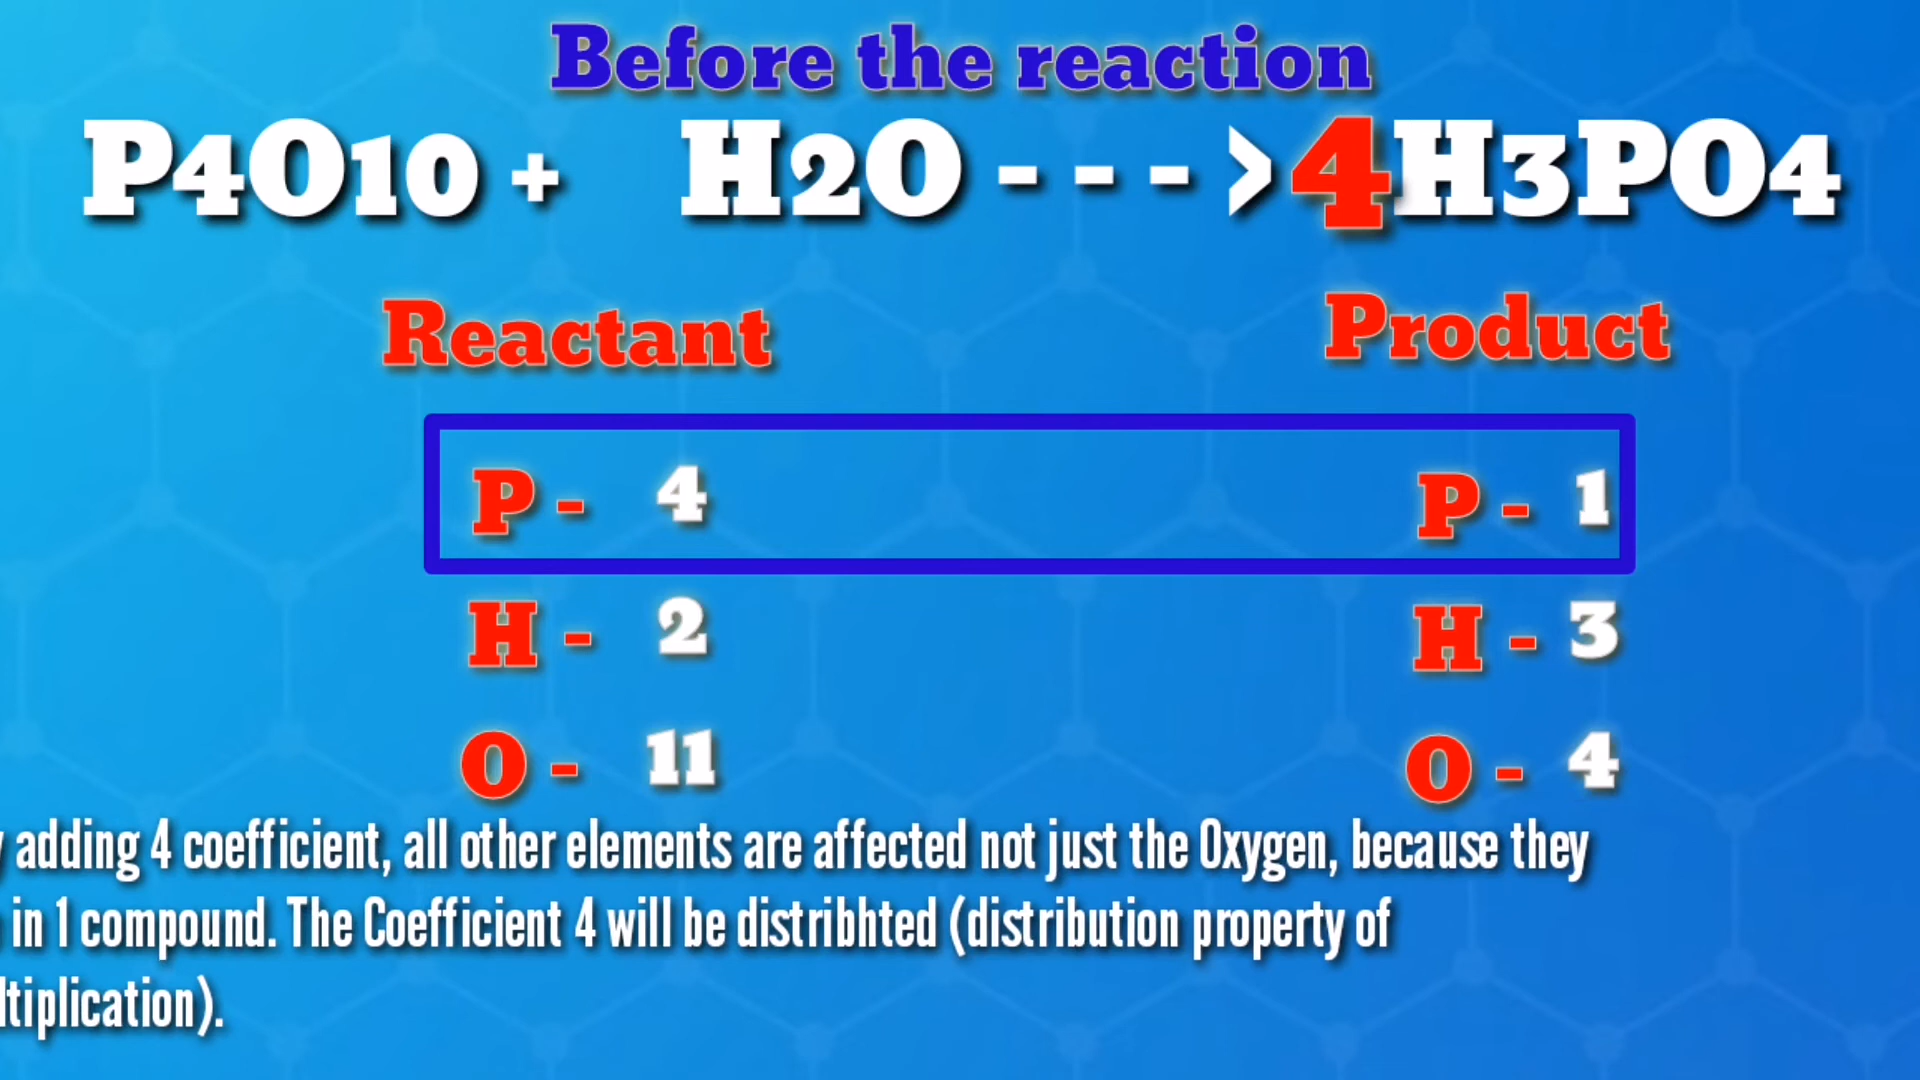 Before the reaction
P4O10 + H2O - - - > 4H3PO4
Reactant Product
P - 4 P - 1
H - 2 H - 3
O - 11 O - 4
adding 4 coefficient, all other elements are affected not just the Oxygen, because they
in 1 compound. The Coefficient 4 will be distribhted (distribution property of
ltiplication).